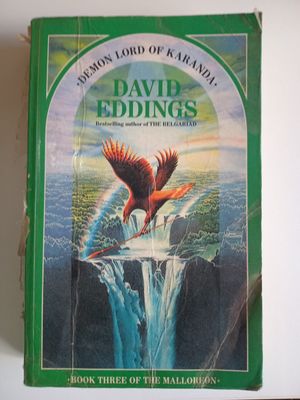 ·DEMON LORD OF KARANDA·
DAVID
EDDINGS
Bestselling author of THE BELGARIAD
·BOOK THREE OF THE MALLOREON·